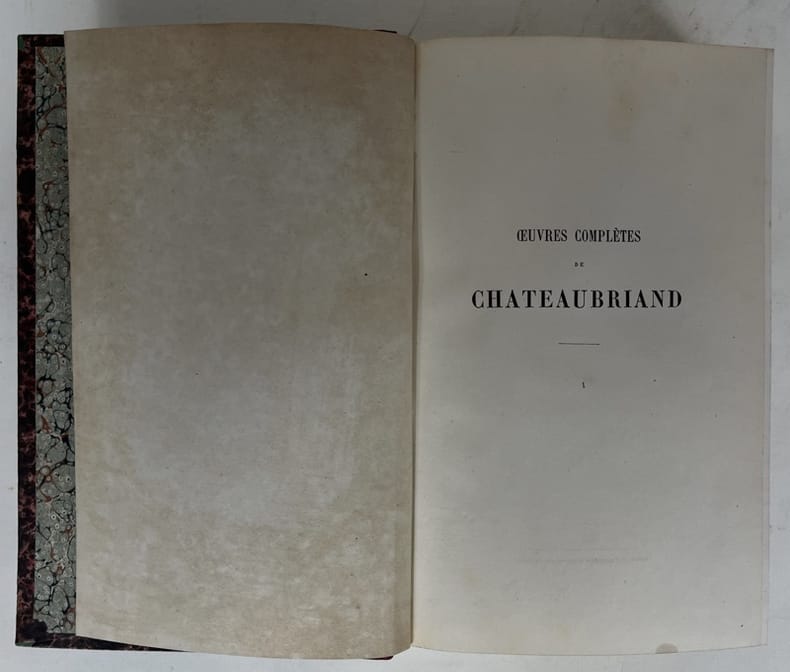 ŒUVRES COMPLÈTES
DE
CHATEAUBRIAND
I